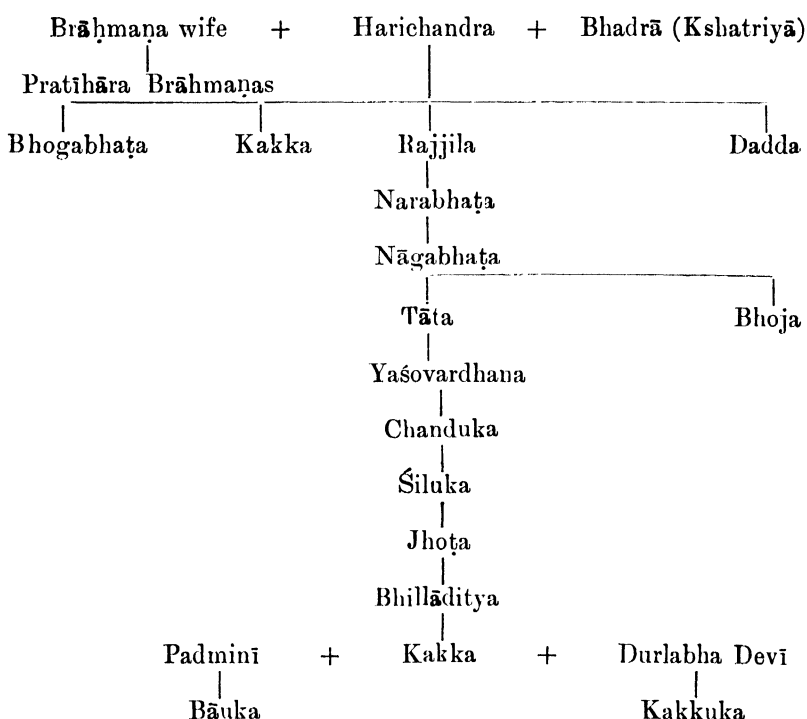 Brāḥmaṇa wife + Harichandra + Bhadrā (Kshatriyā)
Pratīhāra Brāhmaṇas
Bhogabhaṭa Kakka Rajjila Dadda
Narabhaṭa
Nāgabhaṭa
Tāta Bhoja
Yaśovardhana
Chanduka
Śiluka
Jhoṭa
Bhillāditya
Padminī + Kakka + Durlabha Devī
Bāuka Kakkuka